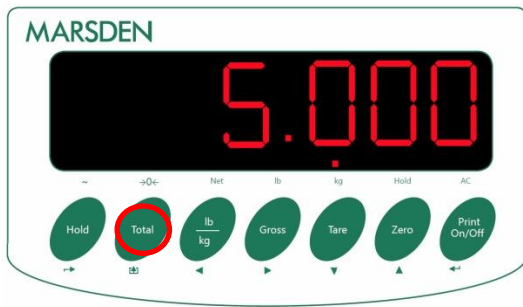 MARSDEN
5.000
~ →0← Net lb kg Hold AC
Hold Total lb/kg Gross Tare Zero Print On/Off